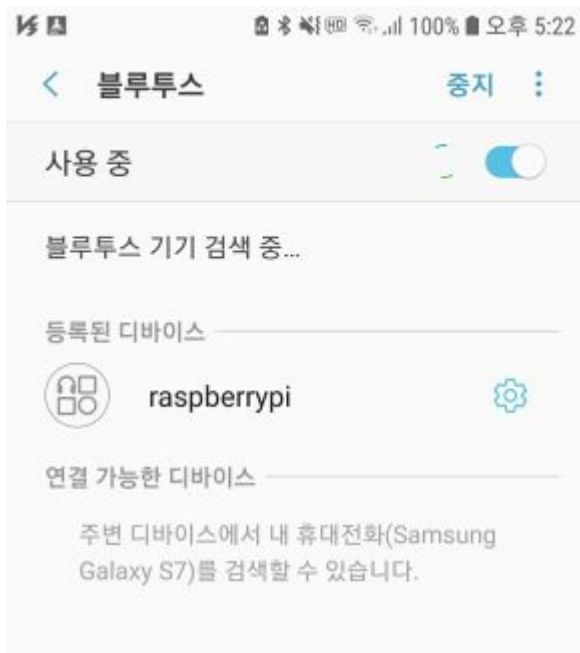 100% 오후 5:22
블루투스
중지
사용 중
블루투스 기기 검색 중...
등록된 디바이스
raspberrypi
연결 가능한 디바이스
주변 디바이스에서 내 휴대전화(Samsung
Galaxy S7)를 검색할 수 있습니다.